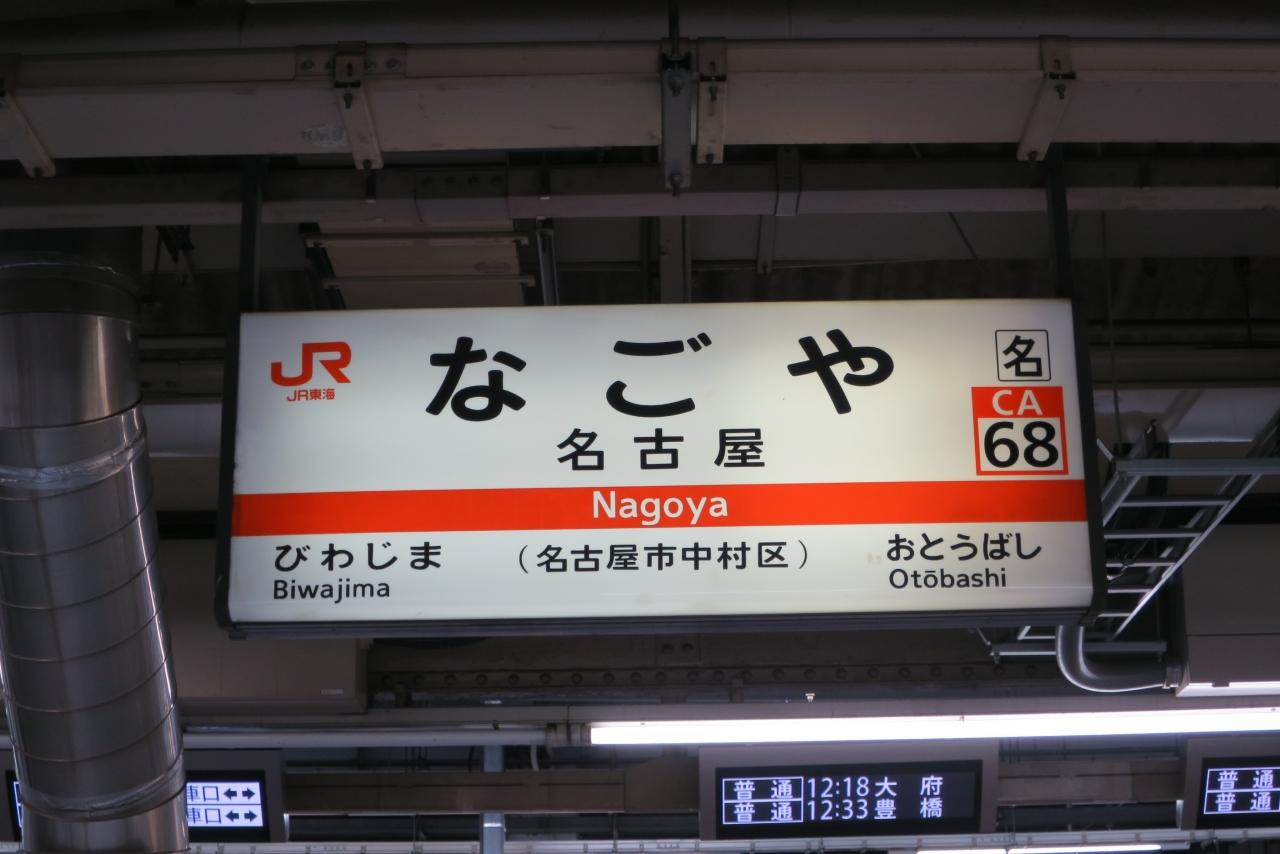 JR
JR東海
なごや
名
名古屋
CA
68
Nagoya
びわじま
Biwajima
(名古屋市中村区)
おとうばし
Otōbashi
車口
車口
普通 12:18 大府
普通 12:33 豊橋
普通
普通